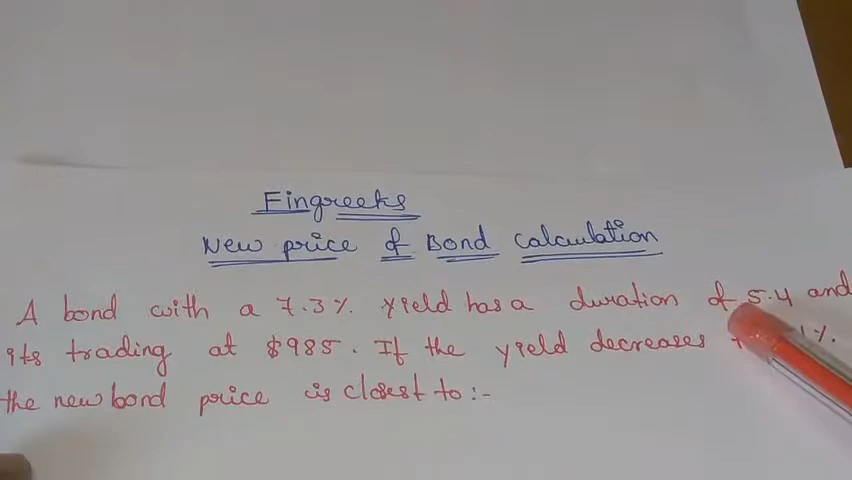 Fingreeks
New price of Bond calculation
A bond with a 7.3% yield has a duration of 5.4 and
its trading at $985. If the yield decreases 1%.
the new bond price is closest to :-